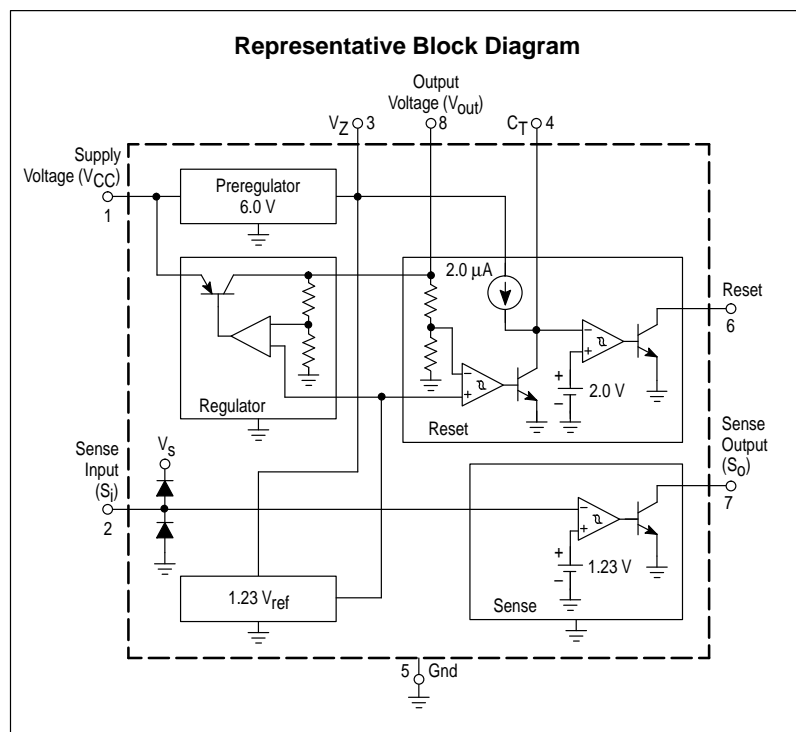 Representative Block Diagram
Output
Voltage (Vout)
VZ 3
8
CT 4
Supply
Voltage (VCC)
1
Preregulator
6.0 V
2.0 µA
Reset
6
Regulator
− +
+ −
− +
2.0 V
Reset
Sense
Input
(Si)
2
VS
Sense
Output
(So)
7
− +
+ −
1.23 V
Sense
1.23 Vref
5 Gnd